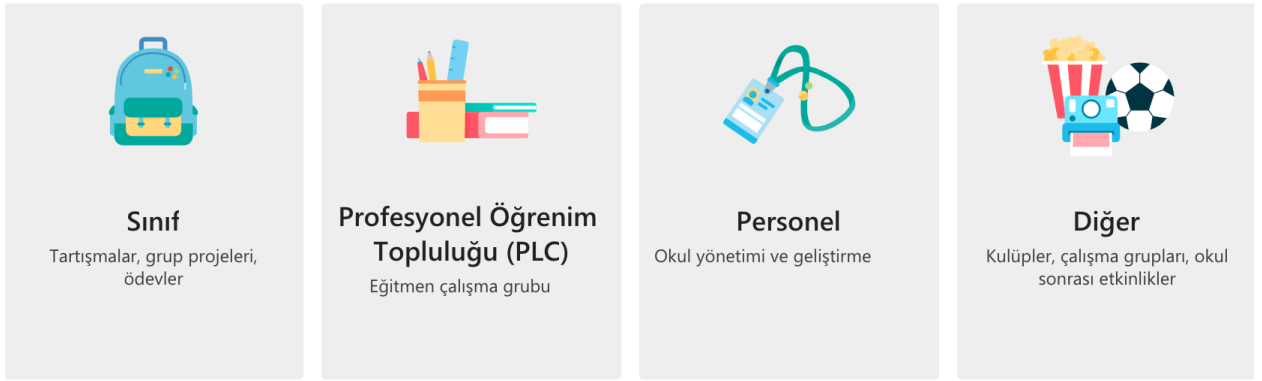 Sınıf
Tartışmalar, grup projeleri,
ödevler
Profesyonel Öğrenim
Topluluğu (PLC)
Eğitmen çalışma grubu
Personel
Okul yönetimi ve geliştirme
Diğer
Kulüpler, çalışma grupları, okul
sonrası etkinlikler